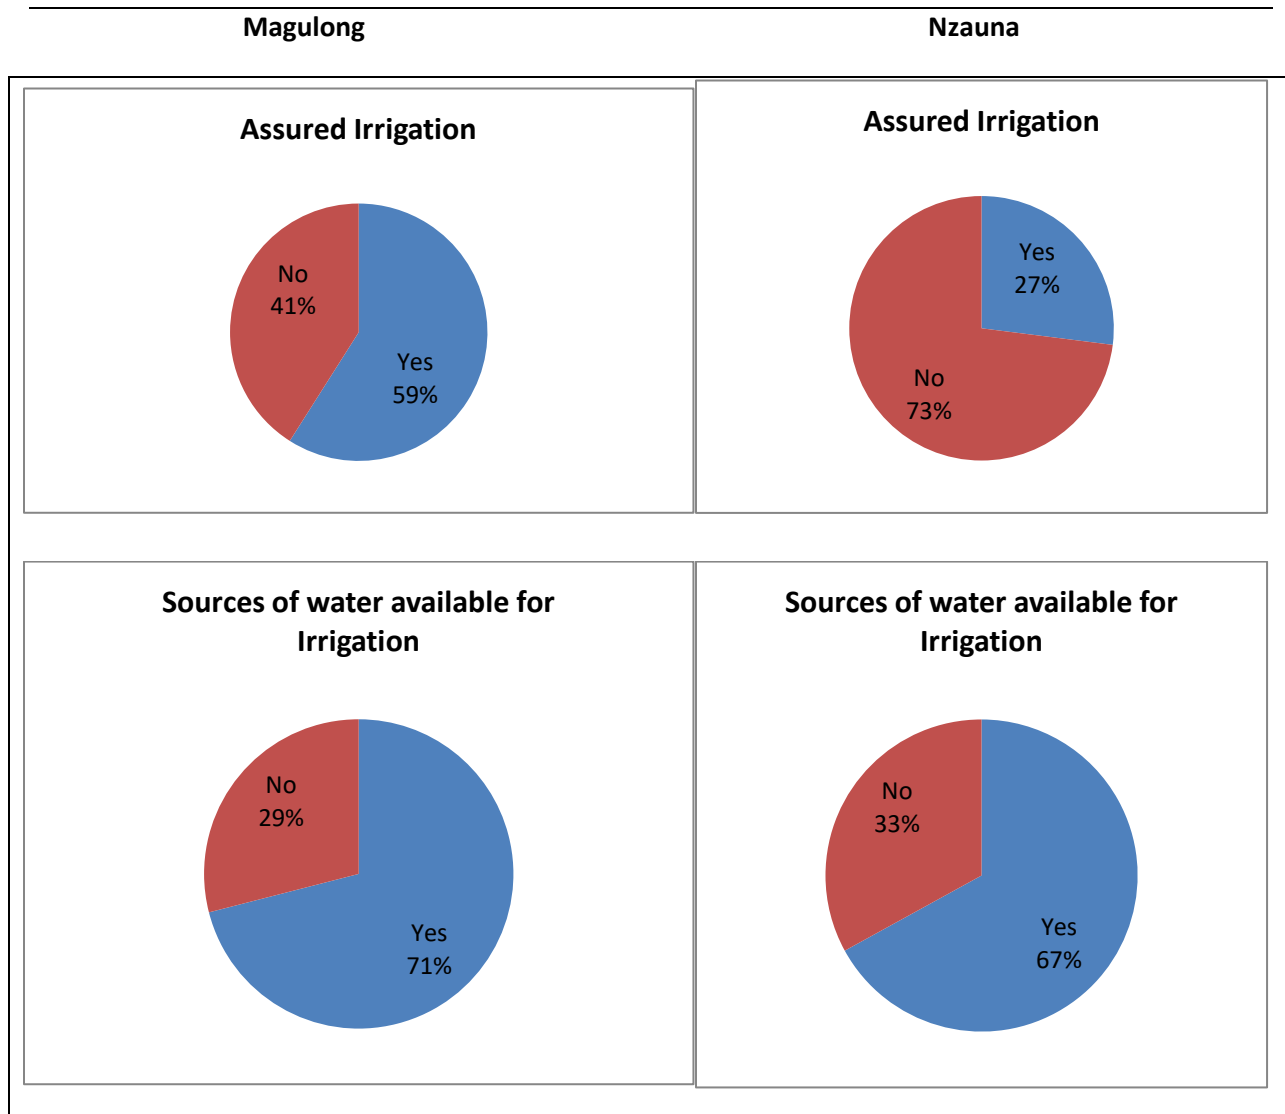 Magulong
Nzauna
Assured Irrigation
No
41%
Yes
59%
Assured Irrigation
Yes
27%
No
73%
Sources of water available for
Irrigation
No
29%
Yes
71%
Sources of water available for
Irrigation
No
33%
Yes
67%